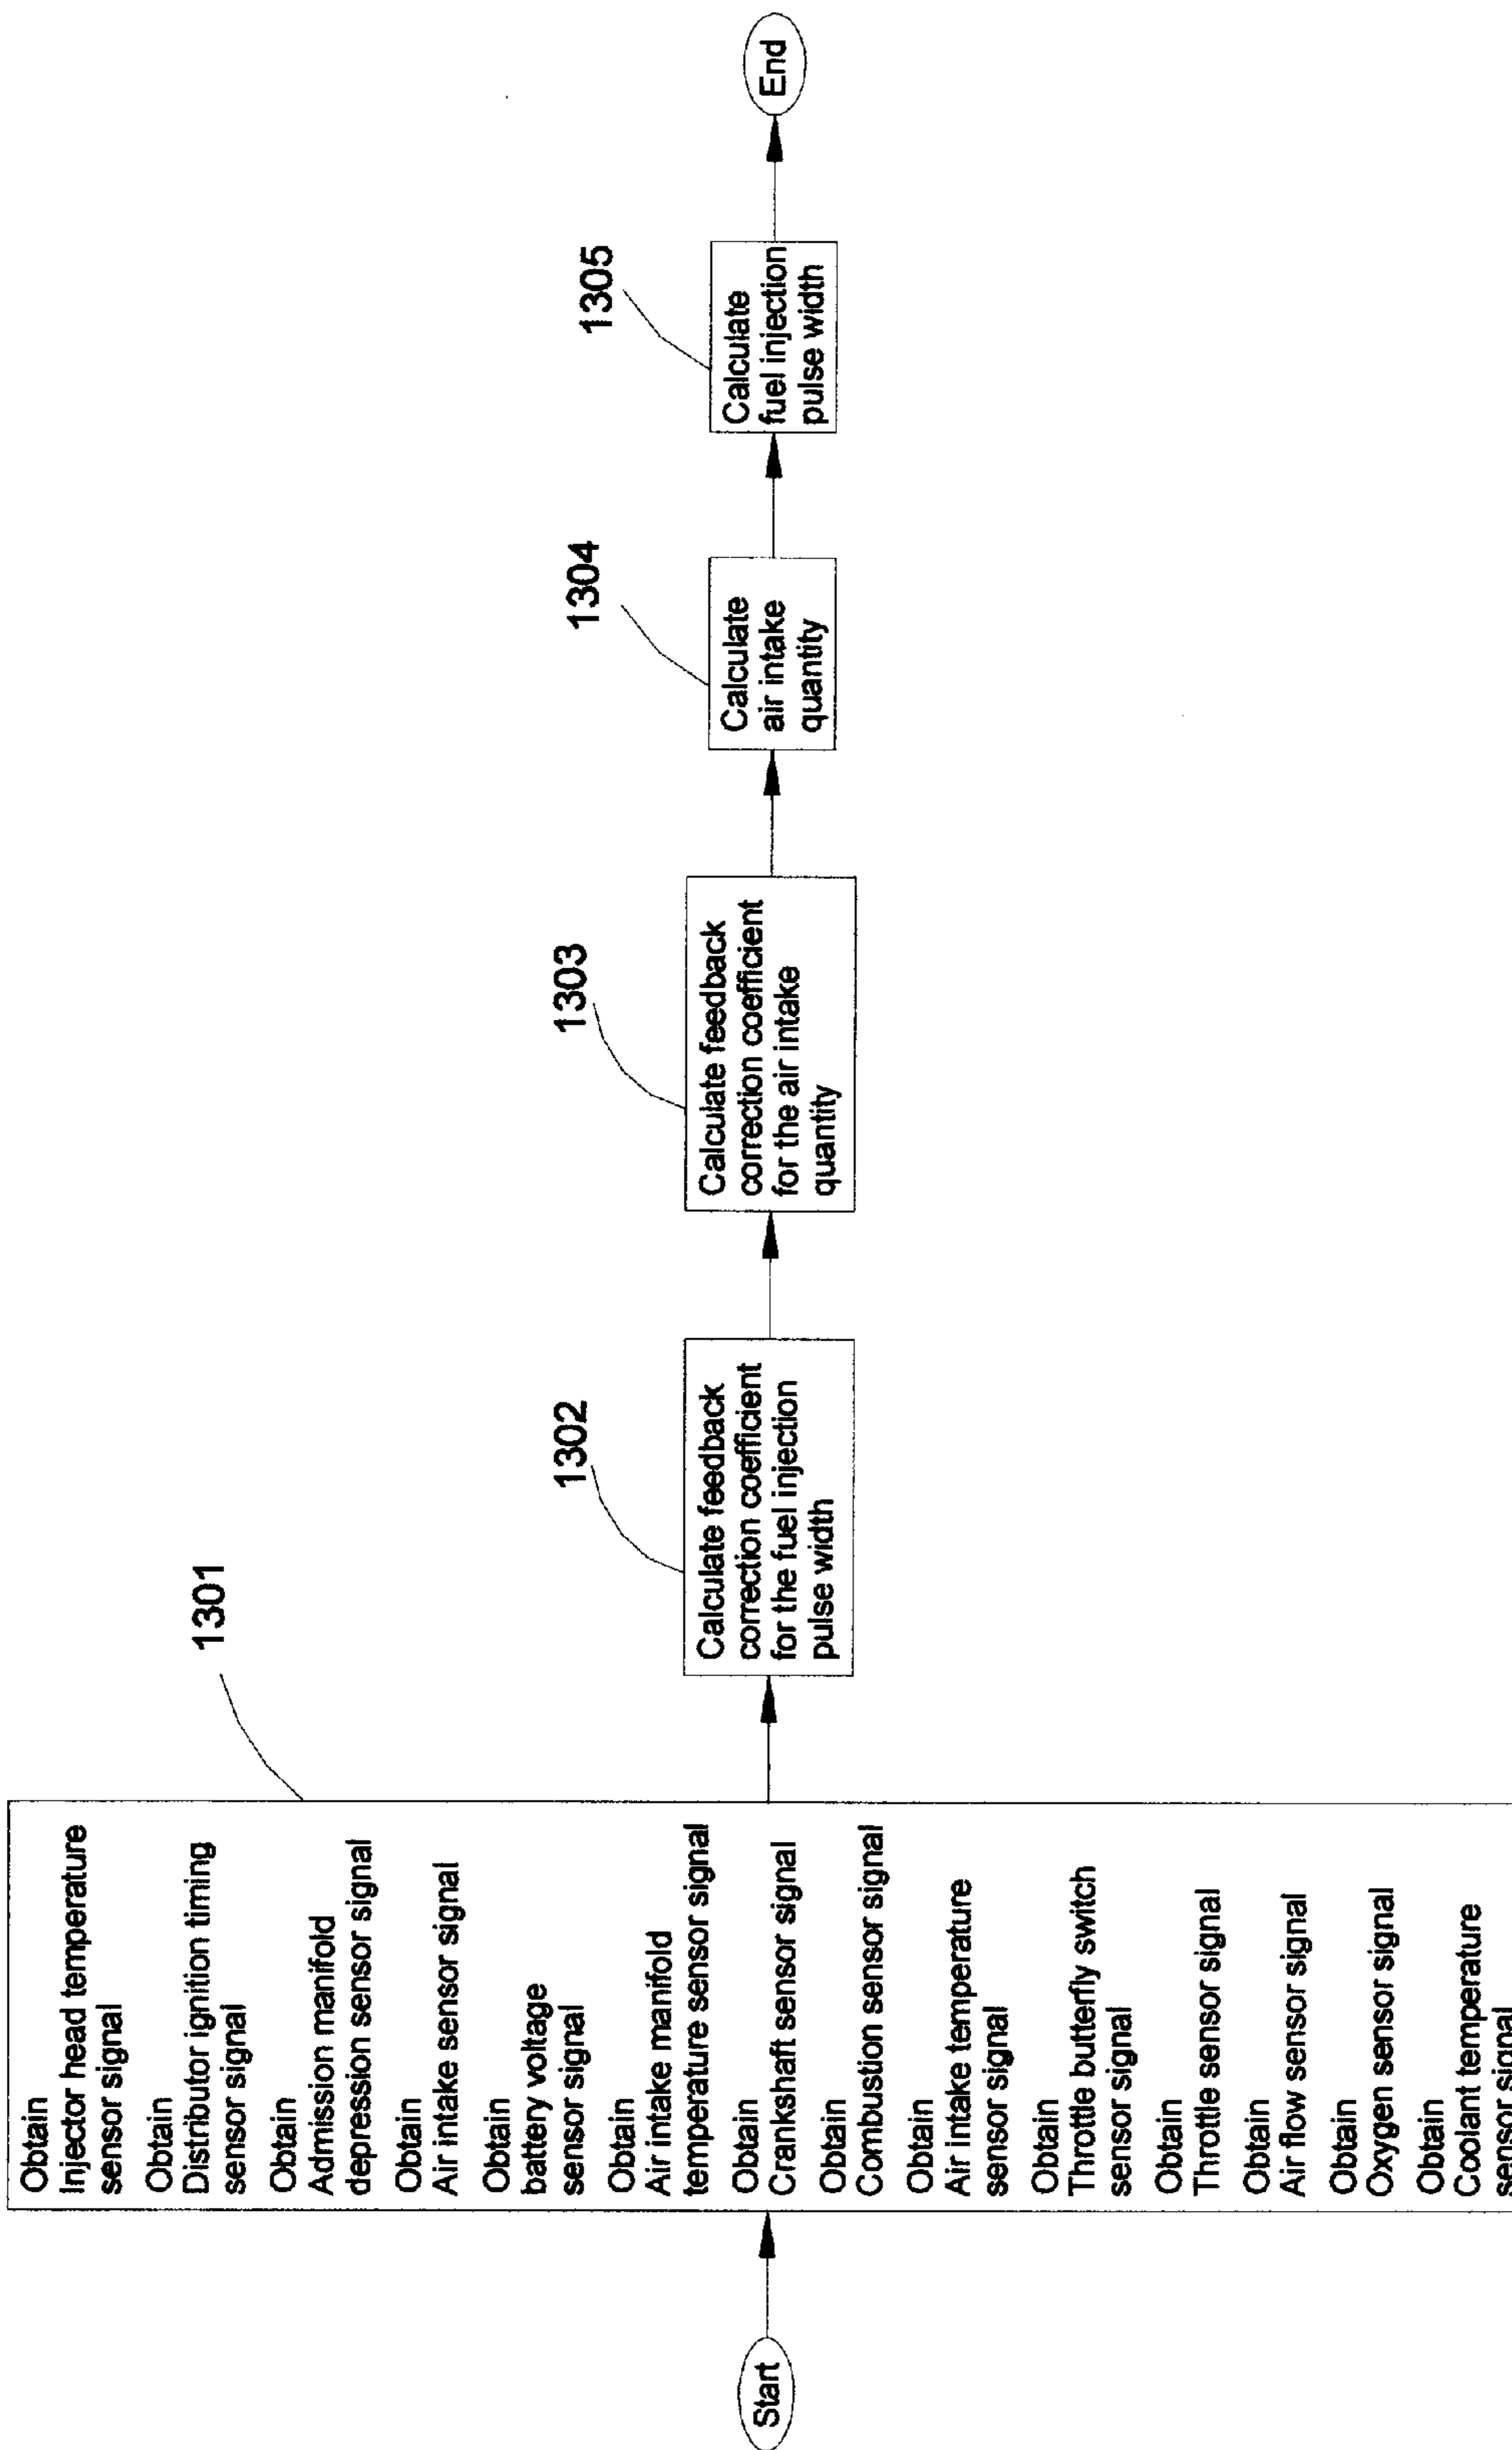 Start
1301
Obtain
Injector head temperature
sensor signal
Obtain
Distributor ignition timing
sensor signal
Obtain
Admission manifold
depression sensor signal
Obtain
Air intake sensor signal
Obtain
battery voltage
sensor signal
Obtain
Air intake manifold
temperature sensor signal
Obtain
Crankshaft sensor signal
Obtain
Combustion sensor signal
Obtain
Air intake temperature
sensor signal
Obtain
Throttle butterfly switch
sensor signal
Obtain
Throttle sensor signal
Obtain
Air flow sensor signal
Obtain
Oxygen sensor signal
Obtain
Coolant temperature
sensor signal
1302
Calculate feedback
correction coefficient
for the fuel injection
pulse width
1303
Calculate feedback
correction coefficient
for the air intake
quantity
1304
Calculate
air intake
quantity
1305
Calculate
fuel injection
pulse width
End